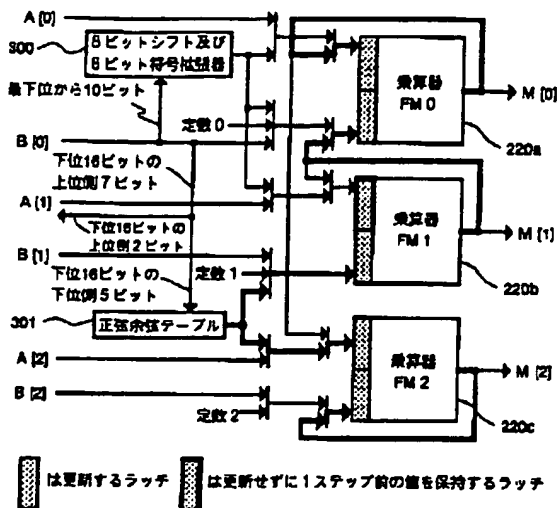 A [0]
300
8ビットシフト及び
8ビット符号拡張器
最下位から10ビット
定数0
B [0]
下位16ビットの
上位側7ビット
A [1]
下位16ビットの
上位側2ビット
B [1]
定数1
下位16ビットの
下位側5ビット
301
正弦余弦テーブル
A [2]
B [2]
定数2
乗算器
FM 0
M [0]
220a
乗算器
FM 1
M [1]
220b
乗算器
FM 2
M [2]
220c
は更新するラッチ
は更新せずに1ステップ前の値を保持するラッチ